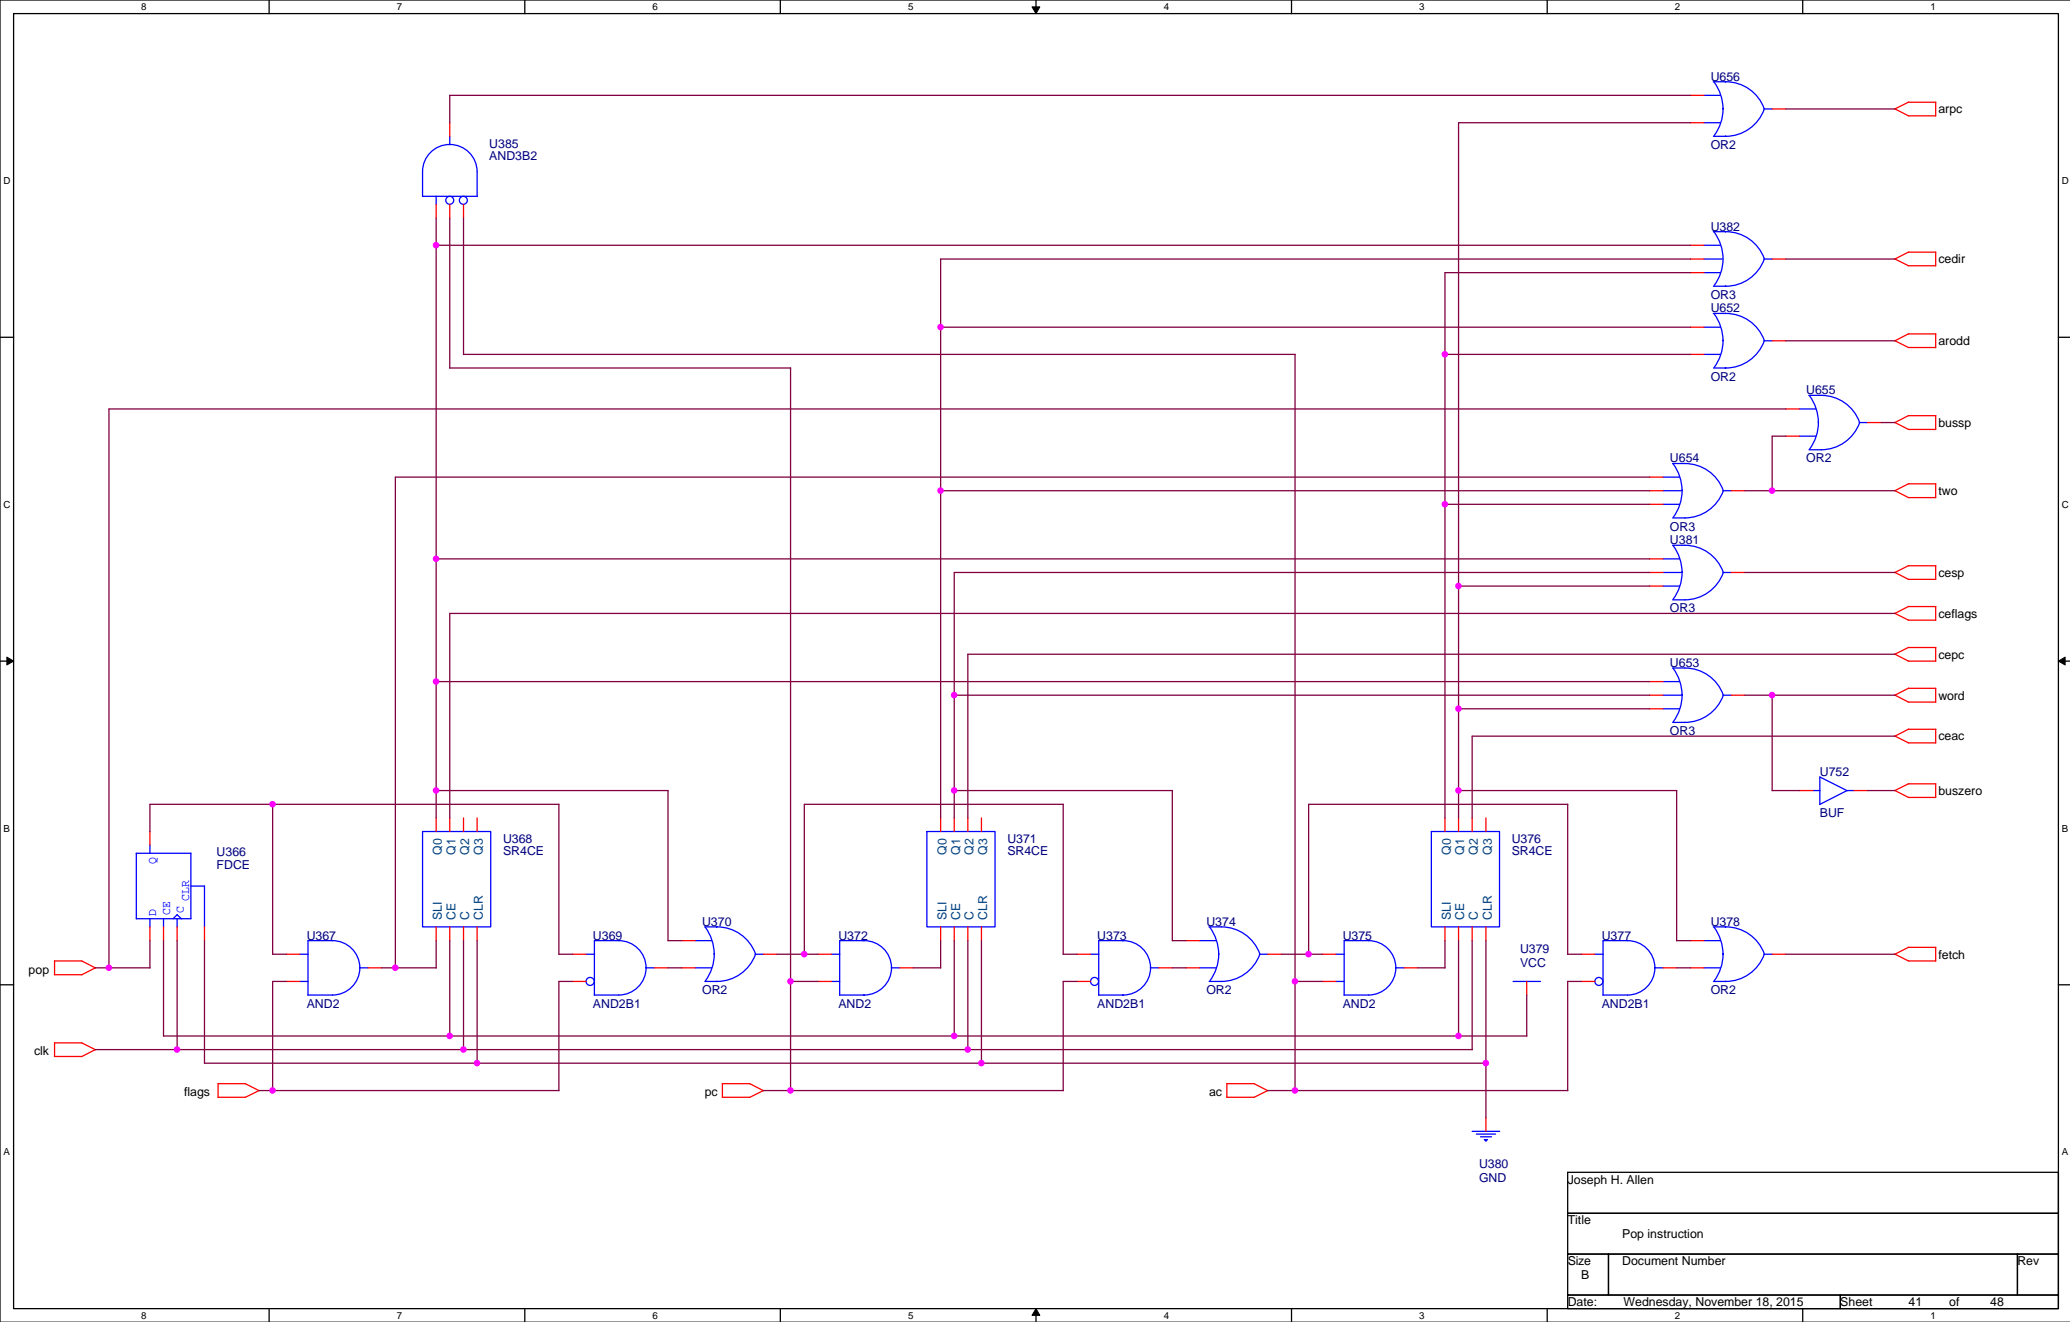 8 7 6 5 4 3 2 1
U656
arpc
OR2
U385
AND3B2
D D
U382
cedir
OR3
U652
arodd
OR2
U655
bussp
OR2
U654
two
C C
OR3
U381
cesp
OR3
ceflags
cepc
U653
word
OR3
ceac
U752
buszero
BUF
B B
U366
FDCE
Q
D
CE
C
CLR
U368
SR4CE
Q0
Q1
Q2
Q3
SLI
CE
C
CLR
U371
SR4CE
Q0
Q1
Q2
Q3
SLI
CE
C
CLR
U376
SR4CE
Q0
Q1
Q2
Q3
SLI
CE
C
CLR
pop
U367
AND2
U369
AND2B1
U370
OR2
U372
AND2
U373
AND2B1
U374
OR2
U375
AND2
U379
VCC
U377
AND2B1
U378
OR2
fetch
clk
flags
pc
ac
A A
U380
GND
Joseph H. Allen
Title
Pop instruction
Size
B
Document Number
Rev
Date: Wednesday, November 18, 2015 Sheet 41 of 48
8 7 6 5 4 3 2 1